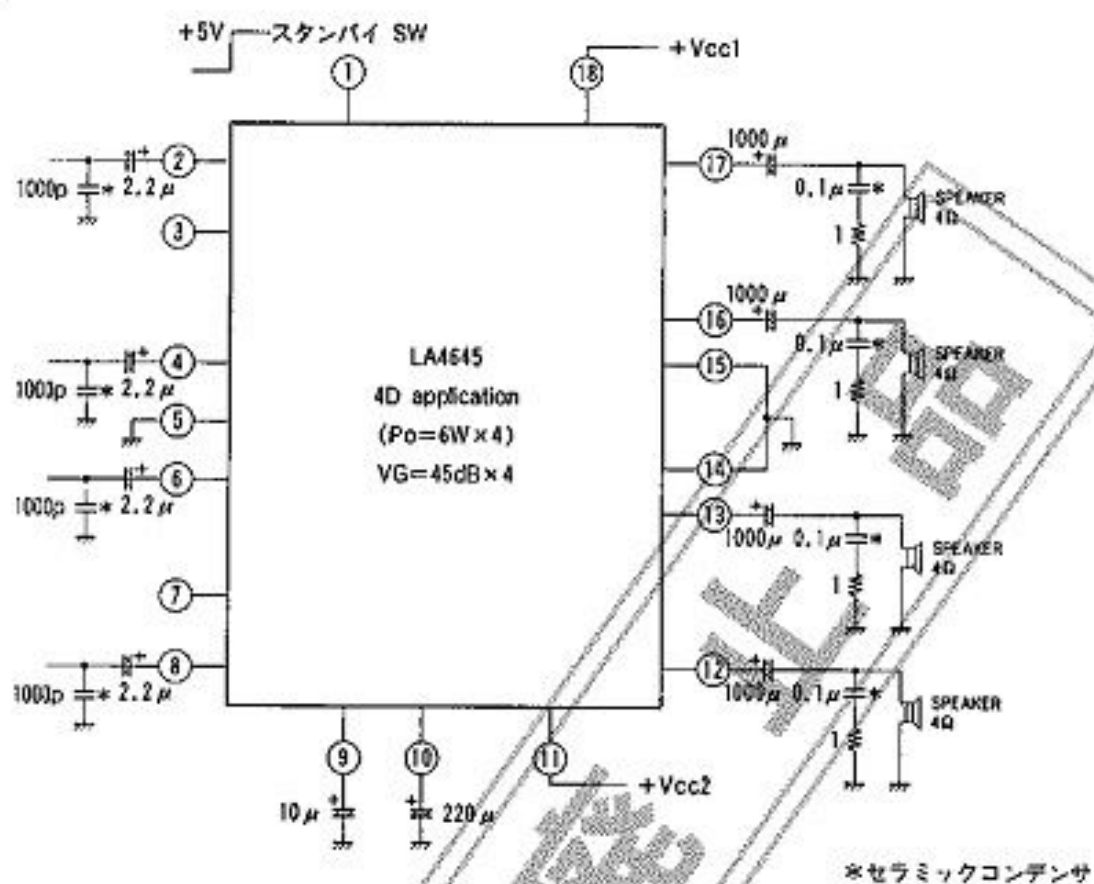 +5V スタンバイ SW
+Vcc1
1
18
2
17
1000μ
1000p
* 2.2μ
0.1μ *
SPEAKER
4Ω
1
3
16
1000μ
0.1μ *
SPEAKER
4Ω
1
LA4645
4D application
(Po=6W×4)
VG=45dB×4
4
15
1000p
* 2.2μ
5
14
6
13
1000p
* 2.2μ
1000μ
0.1μ *
SPEAKER
4Ω
1
7
8
12
1000p
* 2.2μ
1000μ
0.1μ *
SPEAKER
4Ω
1
9
10
11
+Vcc2
10μ
220μ
*セラミックコンデンサ
止品